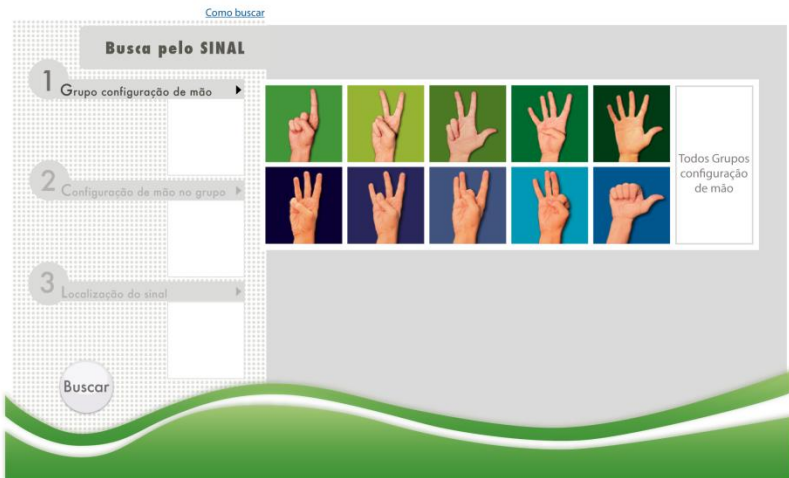 Como buscar
Busca pelo SINAL
1 Grupo configuração de mão
Todos Grupos
configuração
de mão
2 Configuração de mão no grupo
3 Localização do sinal
Buscar